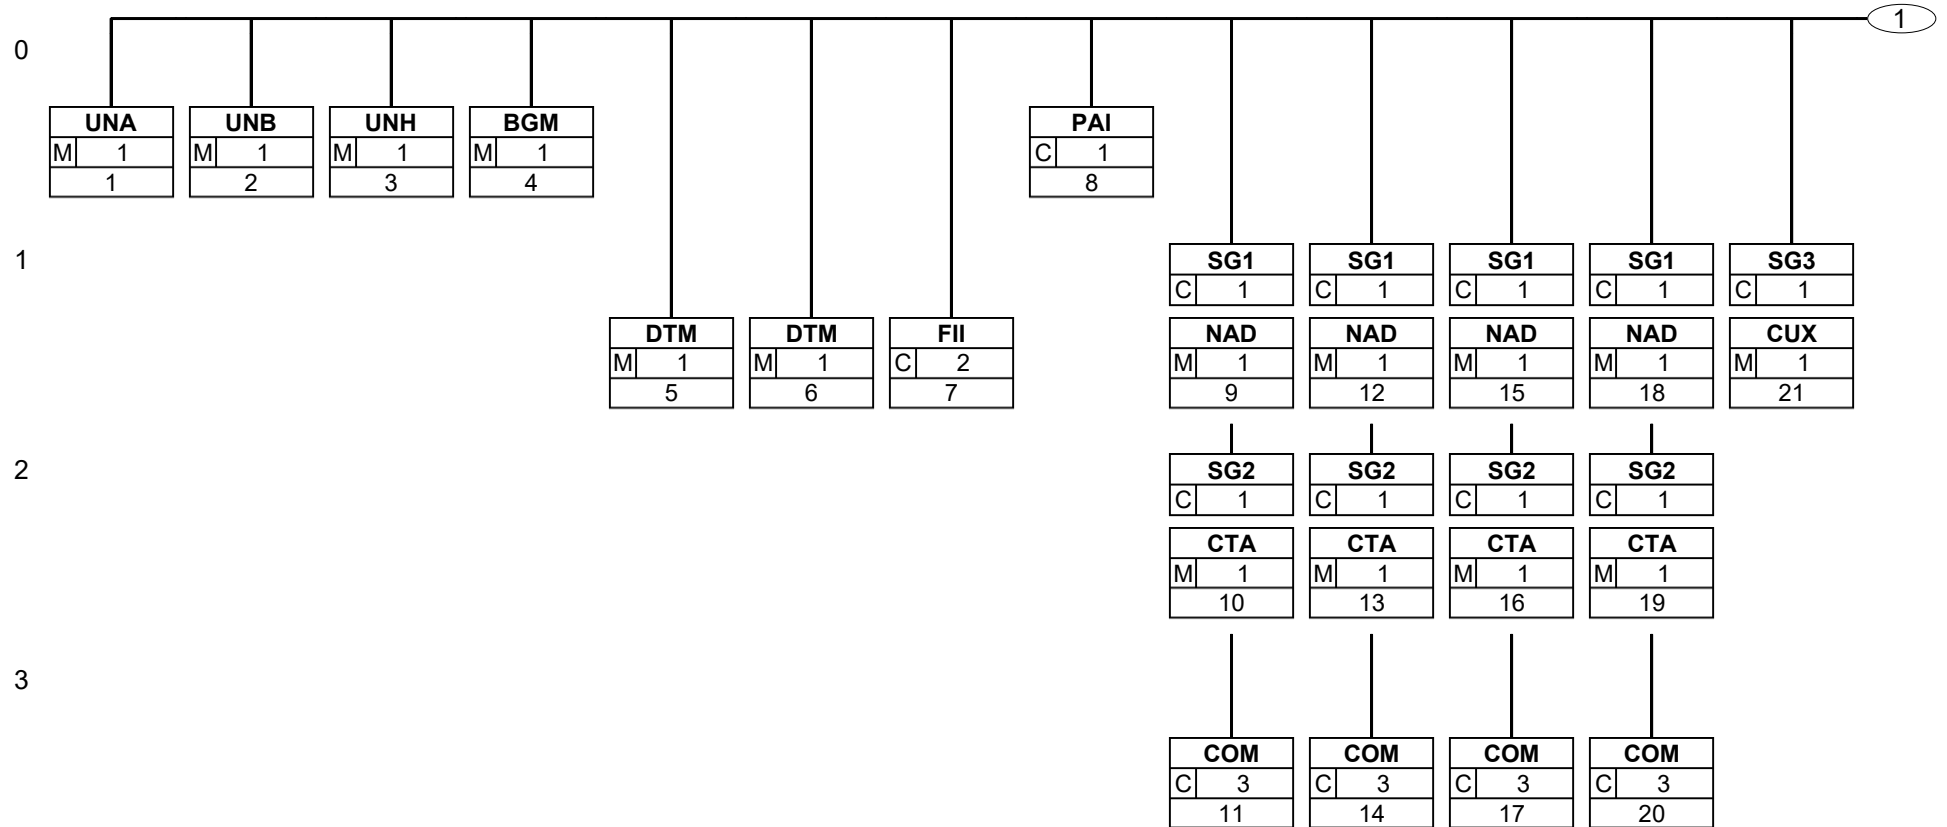 1
0
UNA UNB UNH BGM PAI
M 1 M 1 M 1 M 1 C 1
1 2 3 4 8
1 SG1 SG1 SG1 SG1 SG3
C 1 C 1 C 1 C 1 C 1
DTM DTM FII NAD NAD NAD NAD CUX
M 1 M 1 C 2 M 1 M 1 M 1 M 1 M 1
5 6 7 9 12 15 18 21
2 SG2 SG2 SG2 SG2
C 1 C 1 C 1 C 1
CTA CTA CTA CTA
M 1 M 1 M 1 M 1
10 13 16 19
3
COM COM COM COM
C 3 C 3 C 3 C 3
11 14 17 20